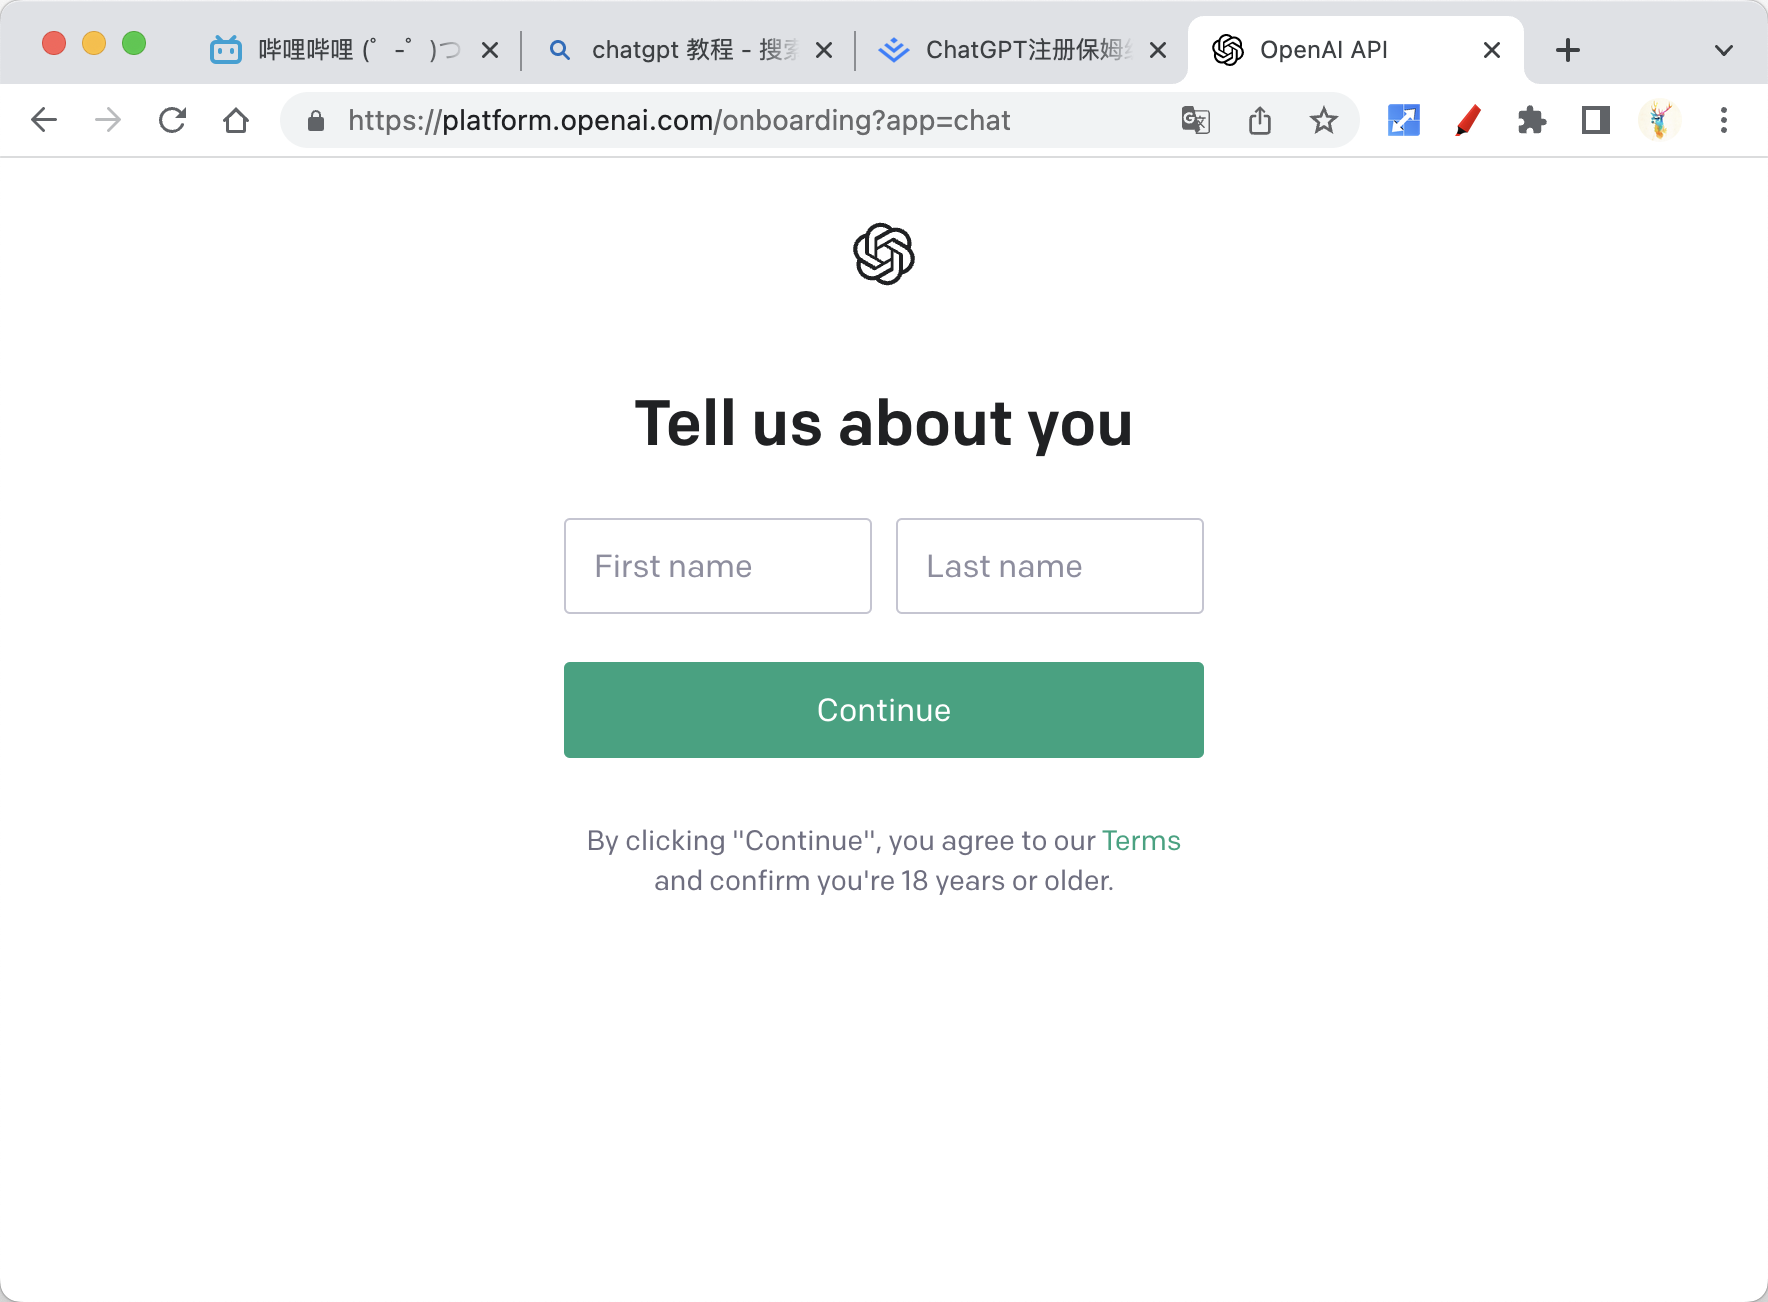 哔哩哔哩 (゜-゜)つ
chatgpt 教程 - 搜索
ChatGPT注册保姆级
OpenAI API
https://platform.openai.com/onboarding?app=chat
Tell us about you
First name
Last name
Continue
By clicking "Continue", you agree to our Terms
and confirm you're 18 years or older.